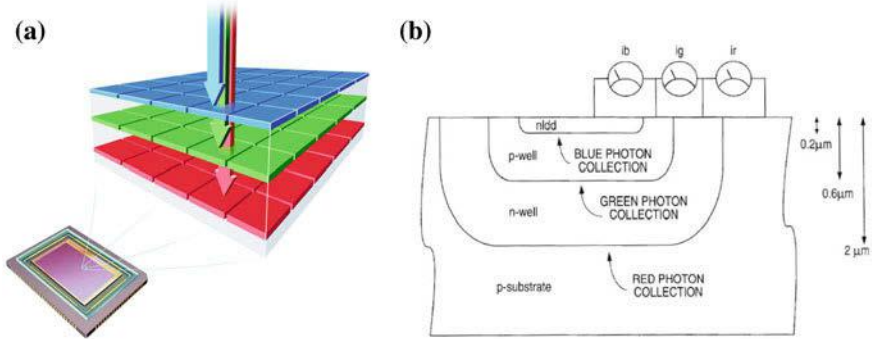 (a)
(b)
ib ig ir
nldd
0.2μm
p-well
BLUE PHOTON
COLLECTION
0.6μm
GREEN PHOTON
COLLECTION
n-well
2 μm
RED PHOTON
COLLECTION
p-substrate